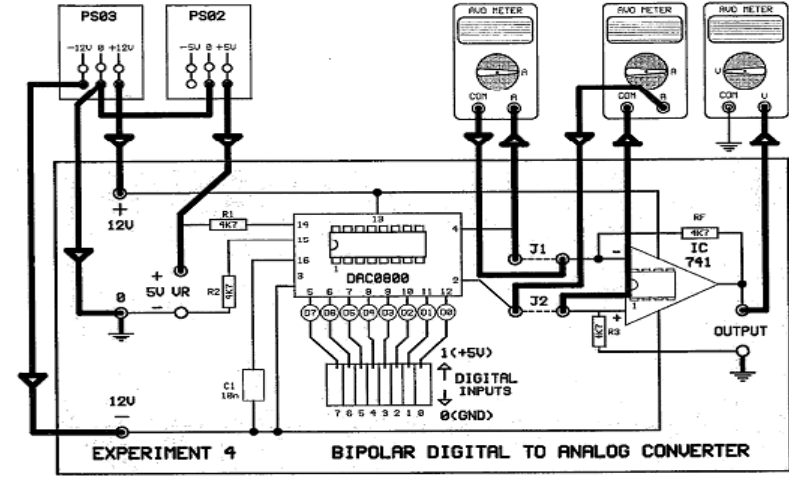 PS03
PS02
AVO METER
AVO METER
AVO METER
-12V 0 +12V
-5V 0 +5V
A
A
V
COM A
COM A
COM V
+
12V
R1
4K7
14
13
15
16
3
4
2
1
DAC0800
5 6 7 8 9 10 11 12
D7 D6 D5 D4 D3 D2 D1 D0
J1
J2
RF
4K7
IC
741
-
+
1
+
5V VR
-
R2
4K7
0
R3
4K7
OUTPUT
1(+5V)
DIGITAL
INPUTS
0(GND)
7 6 5 4 3 2 1 0
C1
10n
12V
-
EXPERIMENT 4
BIPOLAR DIGITAL TO ANALOG CONVERTER